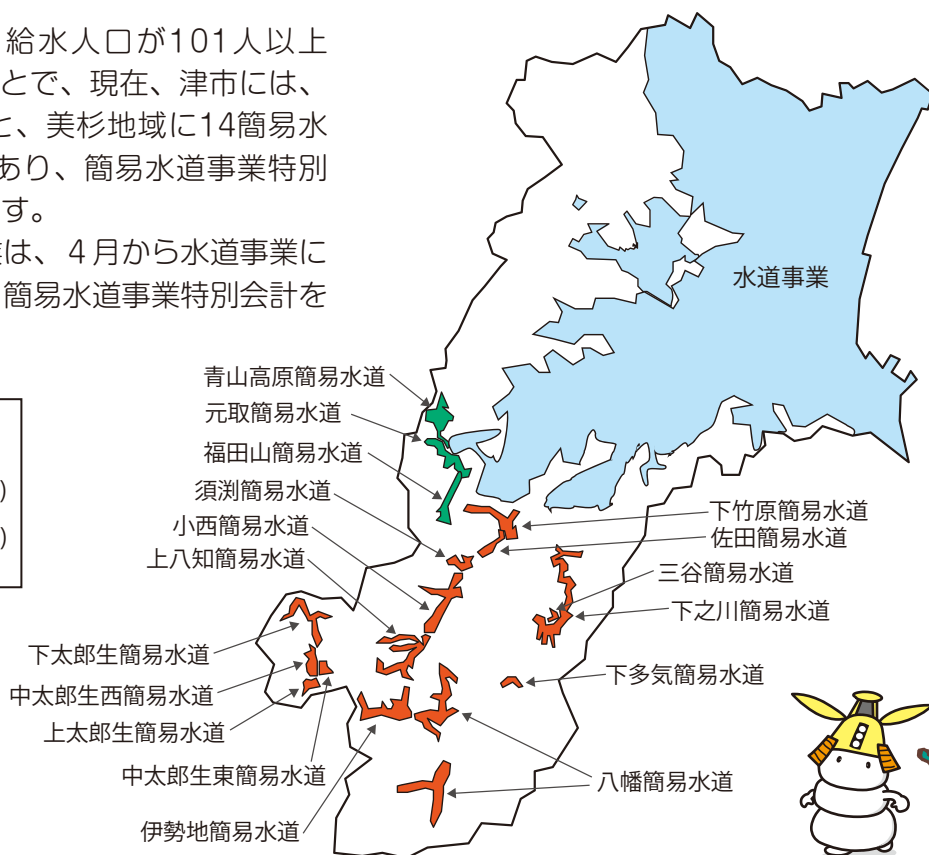 給水人口が101人以上
とで、現在、津市には、
と、美杉地域に14簡易水
あり、簡易水道事業特別
す。
業は、４月から水道事業に
簡易水道事業特別会計を
)
)
水道事業
青山高原簡易水道
元取簡易水道
福田山簡易水道
須渕簡易水道
小西簡易水道
上八知簡易水道
下竹原簡易水道
佐田簡易水道
三谷簡易水道
下之川簡易水道
下太郎生簡易水道
中太郎生西簡易水道
上太郎生簡易水道
中太郎生東簡易水道
伊勢地簡易水道
下多気簡易水道
八幡簡易水道